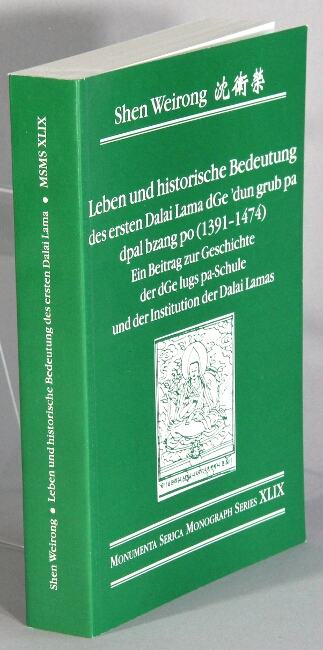 Shen Weirong 沈衛榮
Leben und historische Bedeutung
des ersten Dalai Lama dGe 'dun grub pa
dpal bzang po (1391–1474)
Ein Beitrag zur Geschichte
der dGe lugs pa-Schule
und der Institution der Dalai Lamas
MONUMENTA SERICA MONOGRAPH SERIES XLIX
Shen Weirong • Leben und historische Bedeutung des ersten Dalai Lama • MSMS XLIX